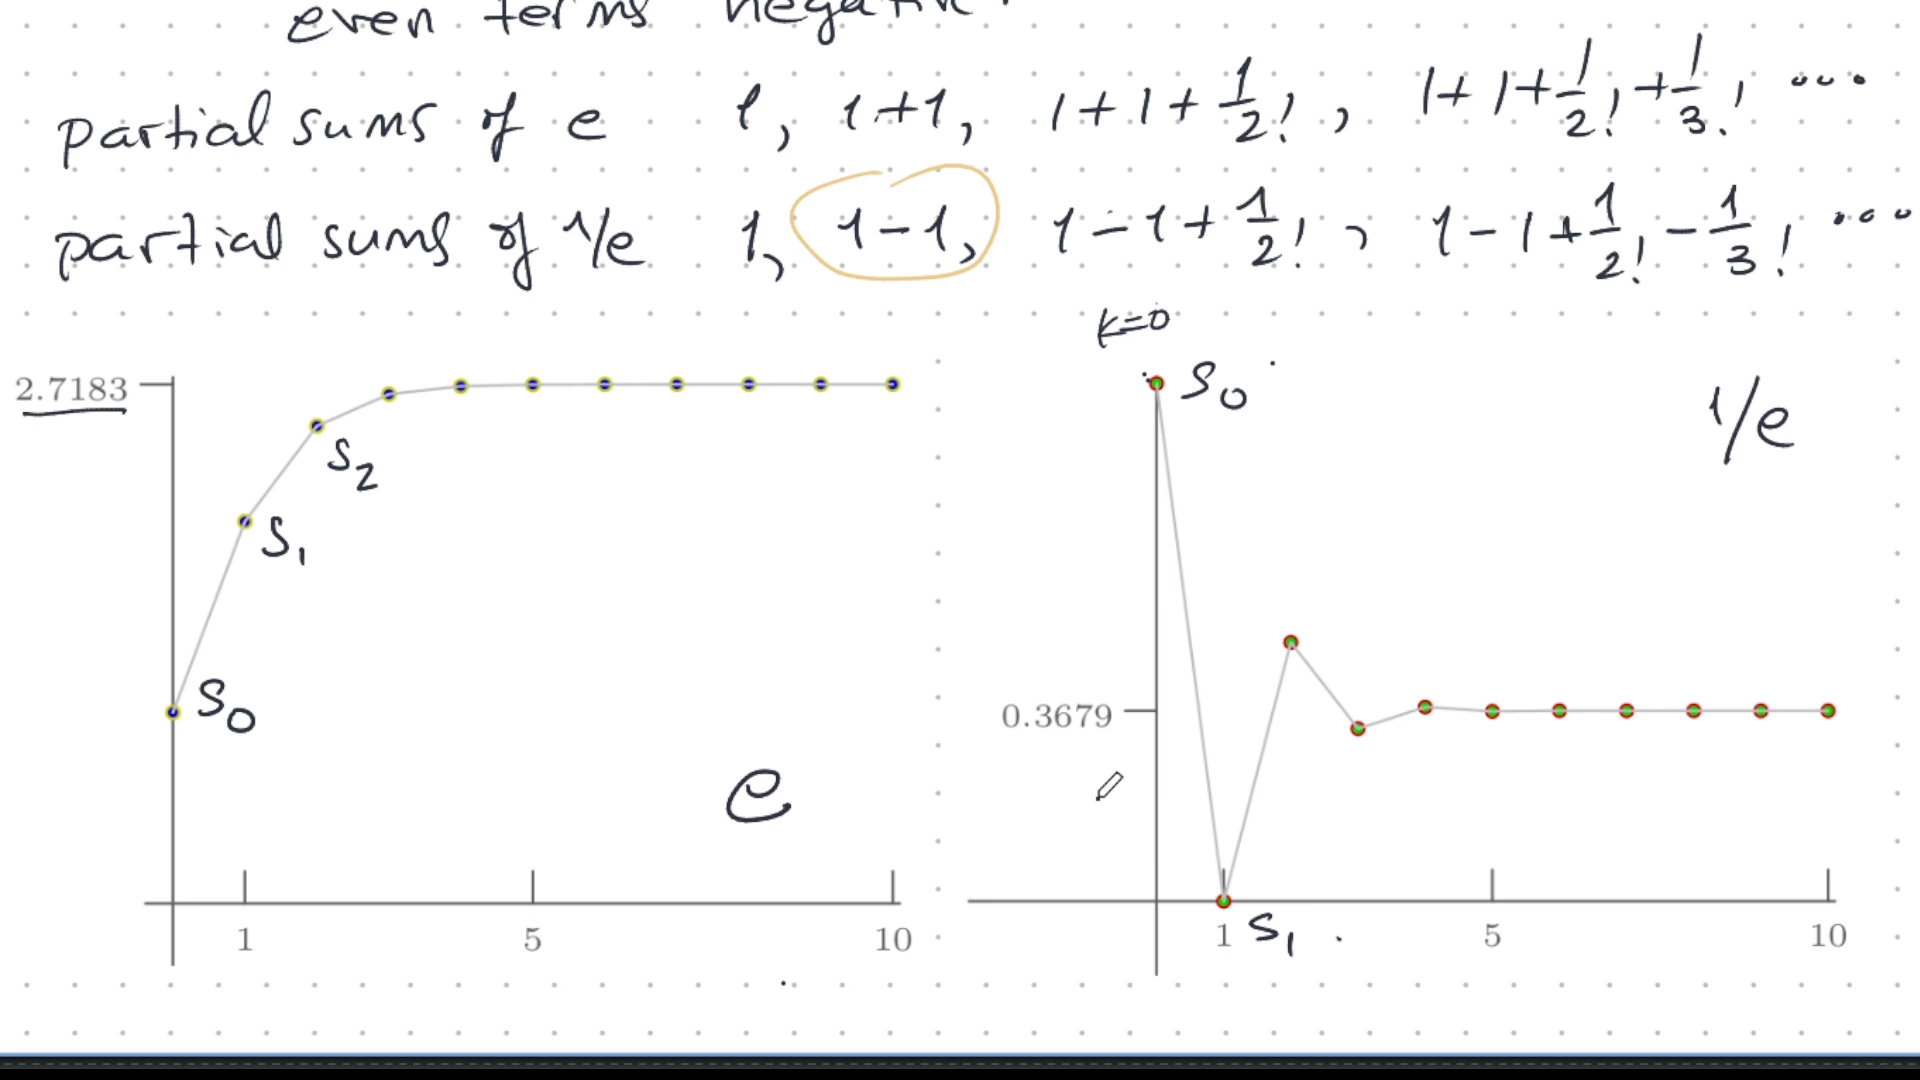 even terms negative.
partial sums of e 1, 1+1, 1+1+1/2!, 1+1+1/2!+1/3!, ...
partial sums of 1/e 1, 1-1, 1-1+1/2!, 1-1+1/2!-1/3! ...
k=0
2.7183
S0
1/e
S2
S1
S0
0.3679
e
1 5 10
1 S1 5 10